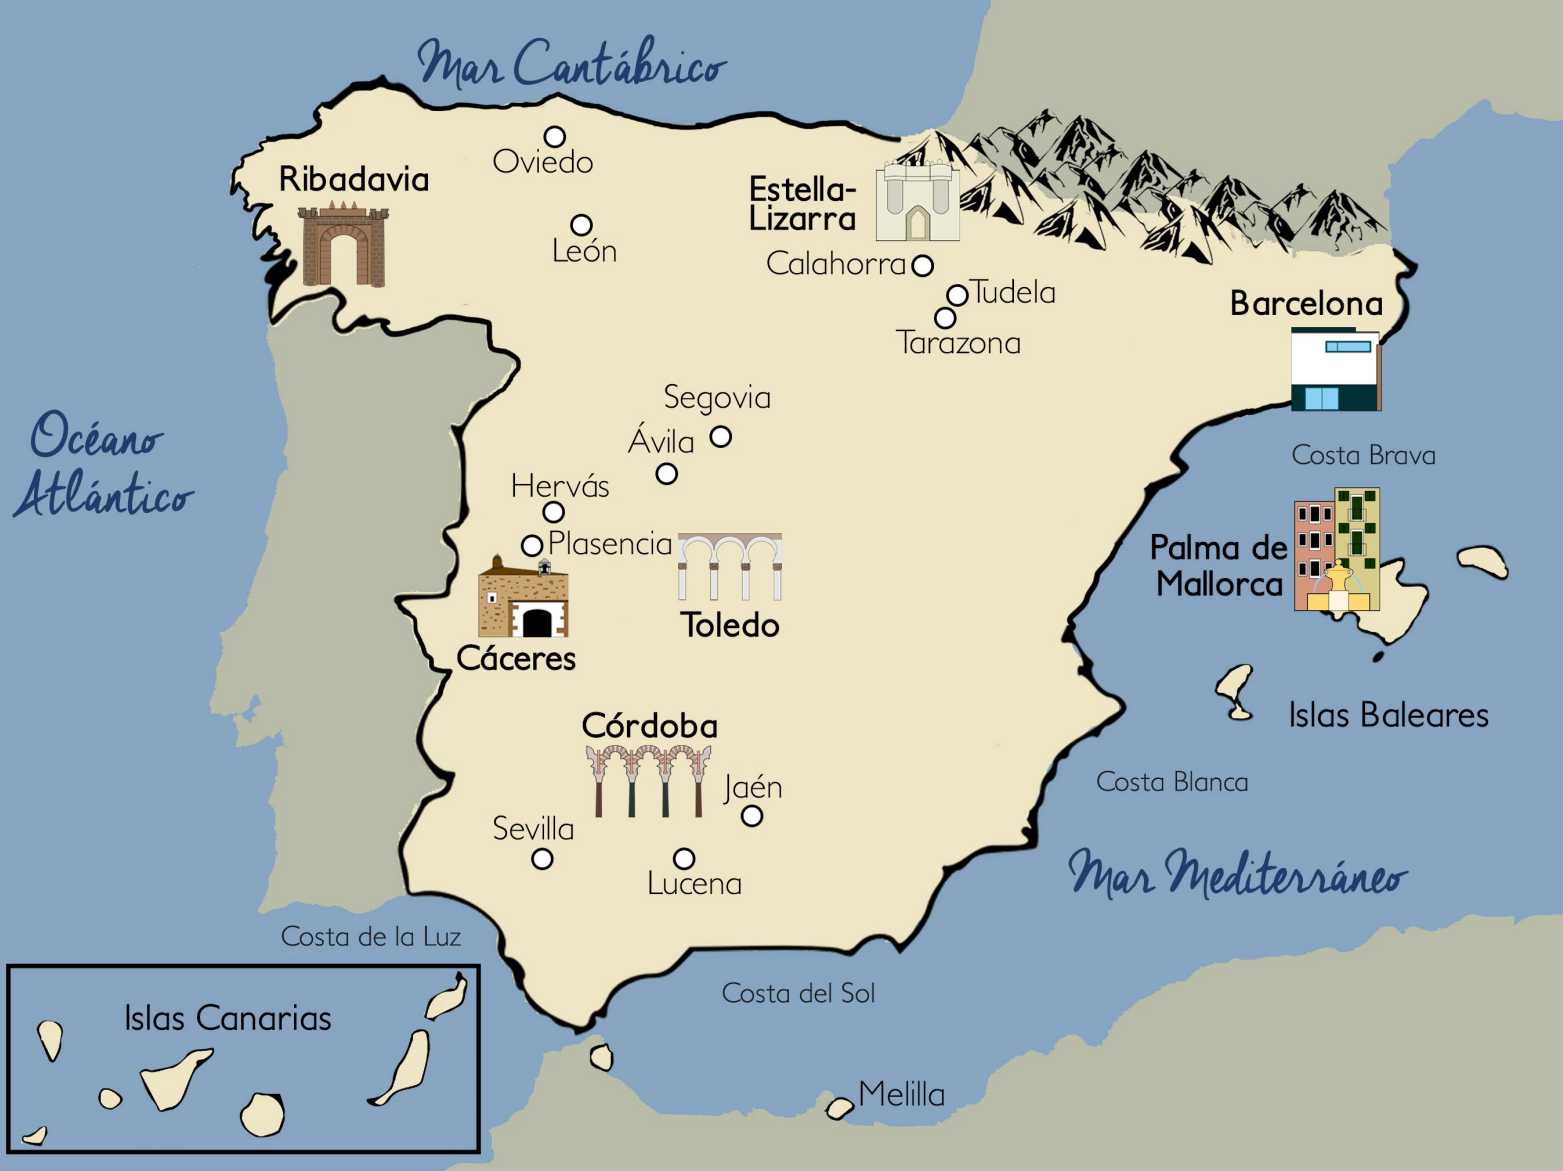 Mar Cantábrico
Oviedo
Ribadavia
León
Estella-
Lizarra
Calahorra
Tudela
Tarazona
Barcelona
Segovia
Ávila
Océano
Atlántico
Hervás
Plasencia
Costa Brava
Palma de
Mallorca
Toledo
Cáceres
Islas Baleares
Córdoba
Jaén
Costa Blanca
Sevilla
Lucena
Mar Mediterráneo
Costa de la Luz
Costa del Sol
Islas Canarias
Melilla